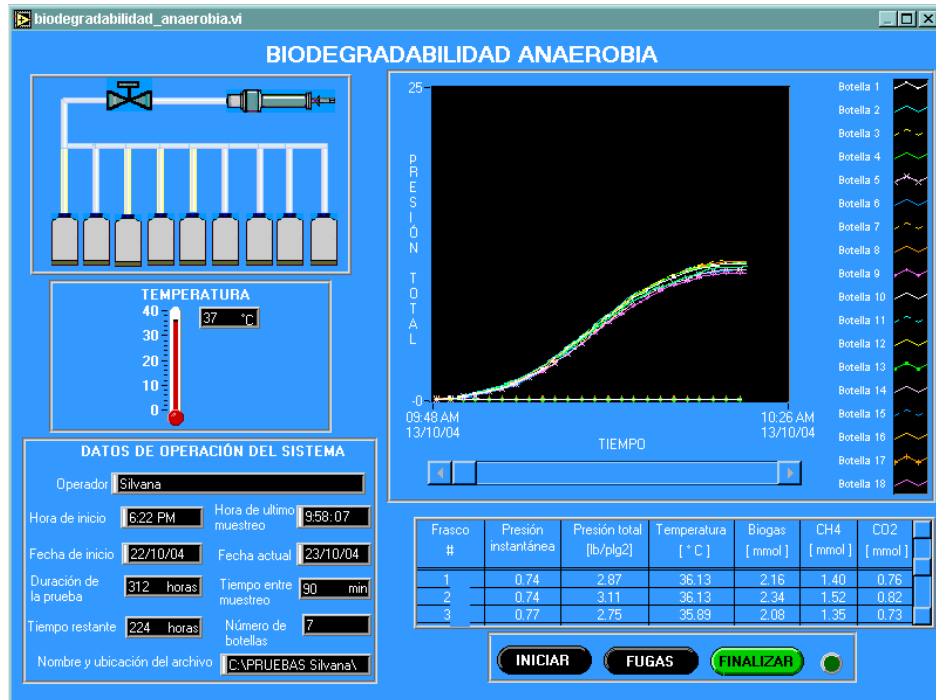 biodegradabilidad_anaerobia.vi
BIODEGRADABILIDAD ANAEROBIA
TEMPERATURA
40
30
20
10
0
37 °C
DATOS DE OPERACIÓN DEL SISTEMA
Operador Silvana
Hora de inicio 6:22 PM
Hora de ultimo muestreo 9:58:07
Fecha de inicio 22/10/04
Fecha actual 23/10/04
Duración de la prueba 312 horas
Tiempo entre muestreo 90 min
Tiempo restante 224 horas
Número de botellas 7
Nombre y ubicación del archivo C:\PRUEBAS Silvana\
25
PRESIÓN TOTAL
-0
09:48 AM
13/10/04
10:26 AM
13/10/04
TIEMPO
Botella 1
Botella 2
Botella 3
Botella 4
Botella 5
Botella 6
Botella 7
Botella 8
Botella 9
Botella 10
Botella 11
Botella 12
Botella 13
Botella 14
Botella 15
Botella 16
Botella 17
Botella 18
Frasco # Presión instantánea Presión total [lb/plg2] Temperatura [ ° C ] Biogas [ mmol ] CH4 [ mmol ] CO2 [ mmol ]
1 0.74 2.87 36.13 2.16 1.40 0.76
2 0.74 3.11 36.13 2.34 1.52 0.82
3 0.77 2.75 35.89 2.08 1.35 0.73
INICIAR
FUGAS
FINALIZAR